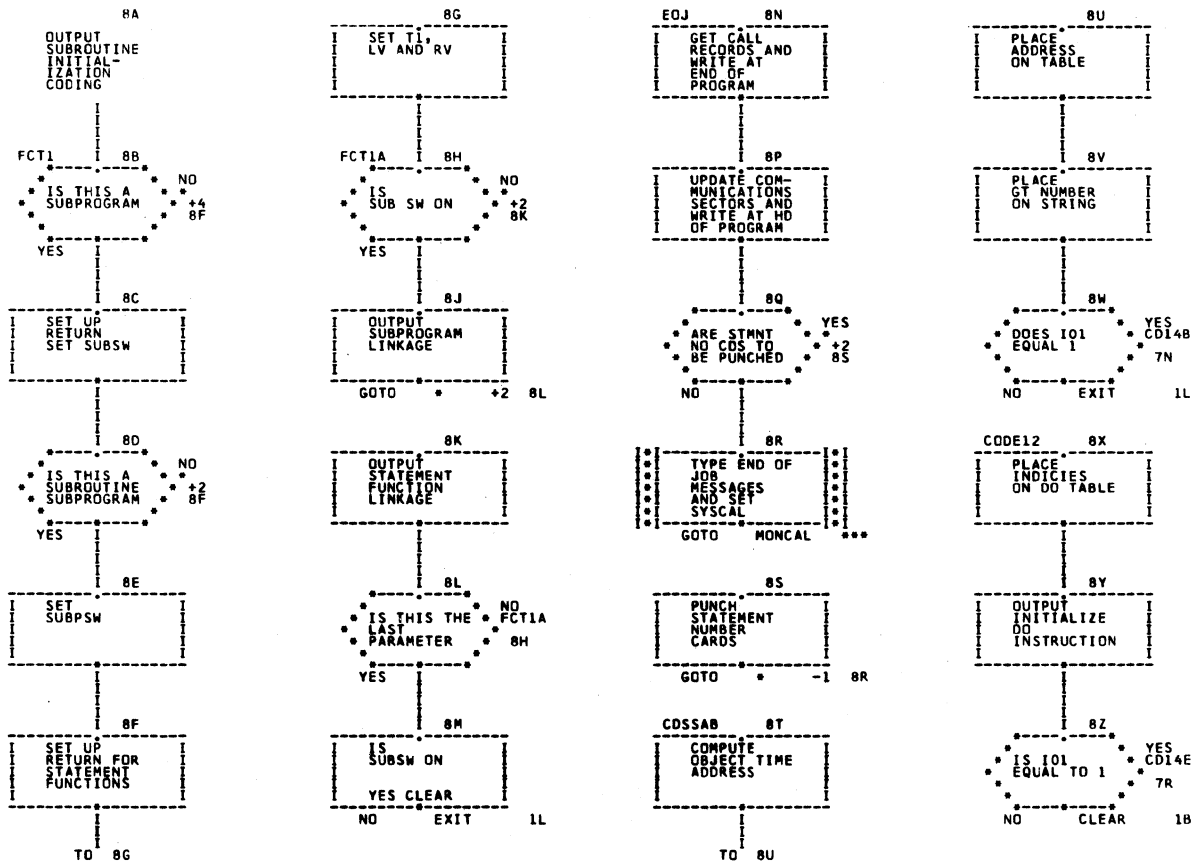 8A
OUTPUT
SUBROUTINE
INITIAL-
IZATION
CODING
FCT1 8B
IS THIS A
SUBPROGRAM
NO
+4
8F
YES
8C
SET UP
RETURN
SET SUBSW
8D
IS THIS A
SUBROUTINE
SUBPROGRAM
NO
+2
8F
YES
8E
SET
SUBPSW
8F
SET UP
RETURN FOR
STATEMENT
FUNCTIONS
TO 8G
8G
SET T1,
LV AND RV
FCT1A 8H
IS
SUB SW ON
NO
+2
8K
YES
8J
OUTPUT
SUBPROGRAM
LINKAGE
GOTO * +2 8L
8K
OUTPUT
STATEMENT
FUNCTION
LINKAGE
8L
IS THIS THE
LAST
PARAMETER
NO
FCT1A
8H
YES
8M
IS
SUBSW ON
YES CLEAR
NO EXIT 1L
EOJ 8N
GET CALL
RECORDS AND
WRITE AT
END OF
PROGRAM
8P
UPDATE COM-
MUNICATIONS
SECTORS AND
WRITE AT HD
OF PROGRAM
8Q
ARE STMNT
NO CDS TO
BE PUNCHED
YES
+2
8S
NO
8R
TYPE END OF
JOB
MESSAGES
AND SET
SYSCAL
GOTO MONCAL ***
8S
PUNCH
STATEMENT
NUMBER
CARDS
GOTO * -1 8R
CDSSAB 8T
COMPUTE
OBJECT TIME
ADDRESS
TO 8U
8U
PLACE
ADDRESS
ON TABLE
8V
PLACE
GT NUMBER
ON STRING
8W
DOES IO1
EQUAL 1
YES
CD14B
7N
NO EXIT 1L
CODE12 8X
PLACE
INDICIES
ON DO TABLE
8Y
OUTPUT
INITIALIZE
DO
INSTRUCTION
8Z
IS IO1
EQUAL TO 1
YES
CD14E
7R
NO CLEAR 1B